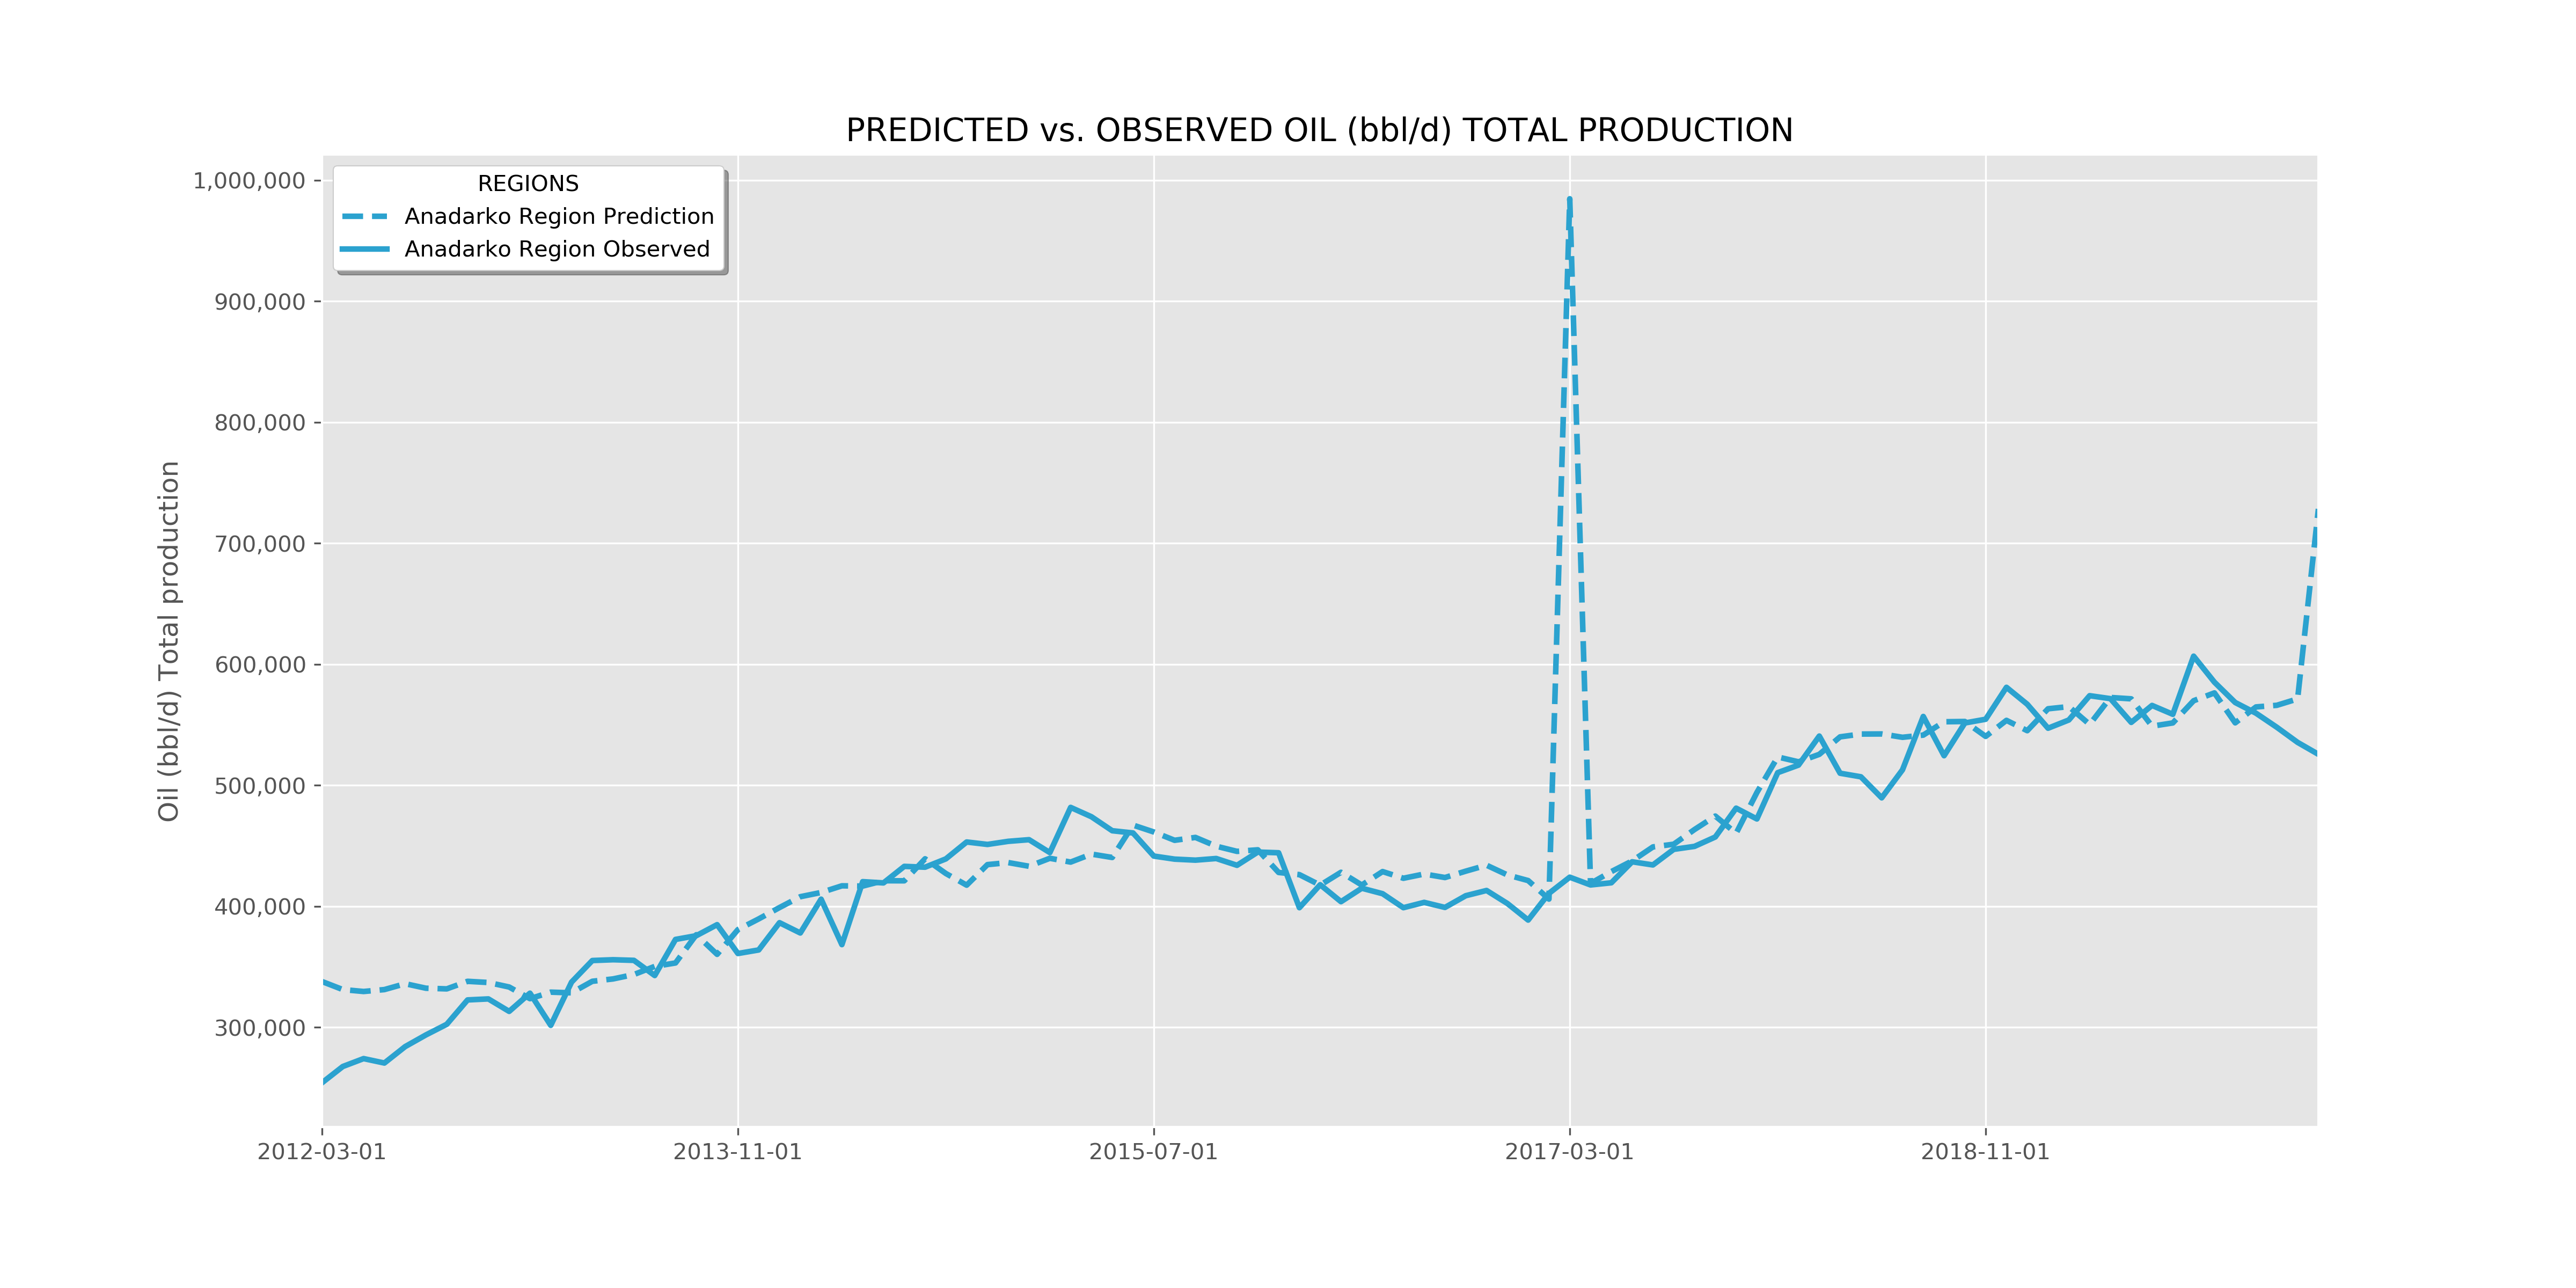 PREDICTED vs. OBSERVED OIL (bbl/d) TOTAL PRODUCTION
REGIONS
Anadarko Region Prediction
Anadarko Region Observed
Oil (bbl/d) Total production
1,000,000
900,000
800,000
700,000
600,000
500,000
400,000
300,000
2012-03-01 2013-11-01 2015-07-01 2017-03-01 2018-11-01